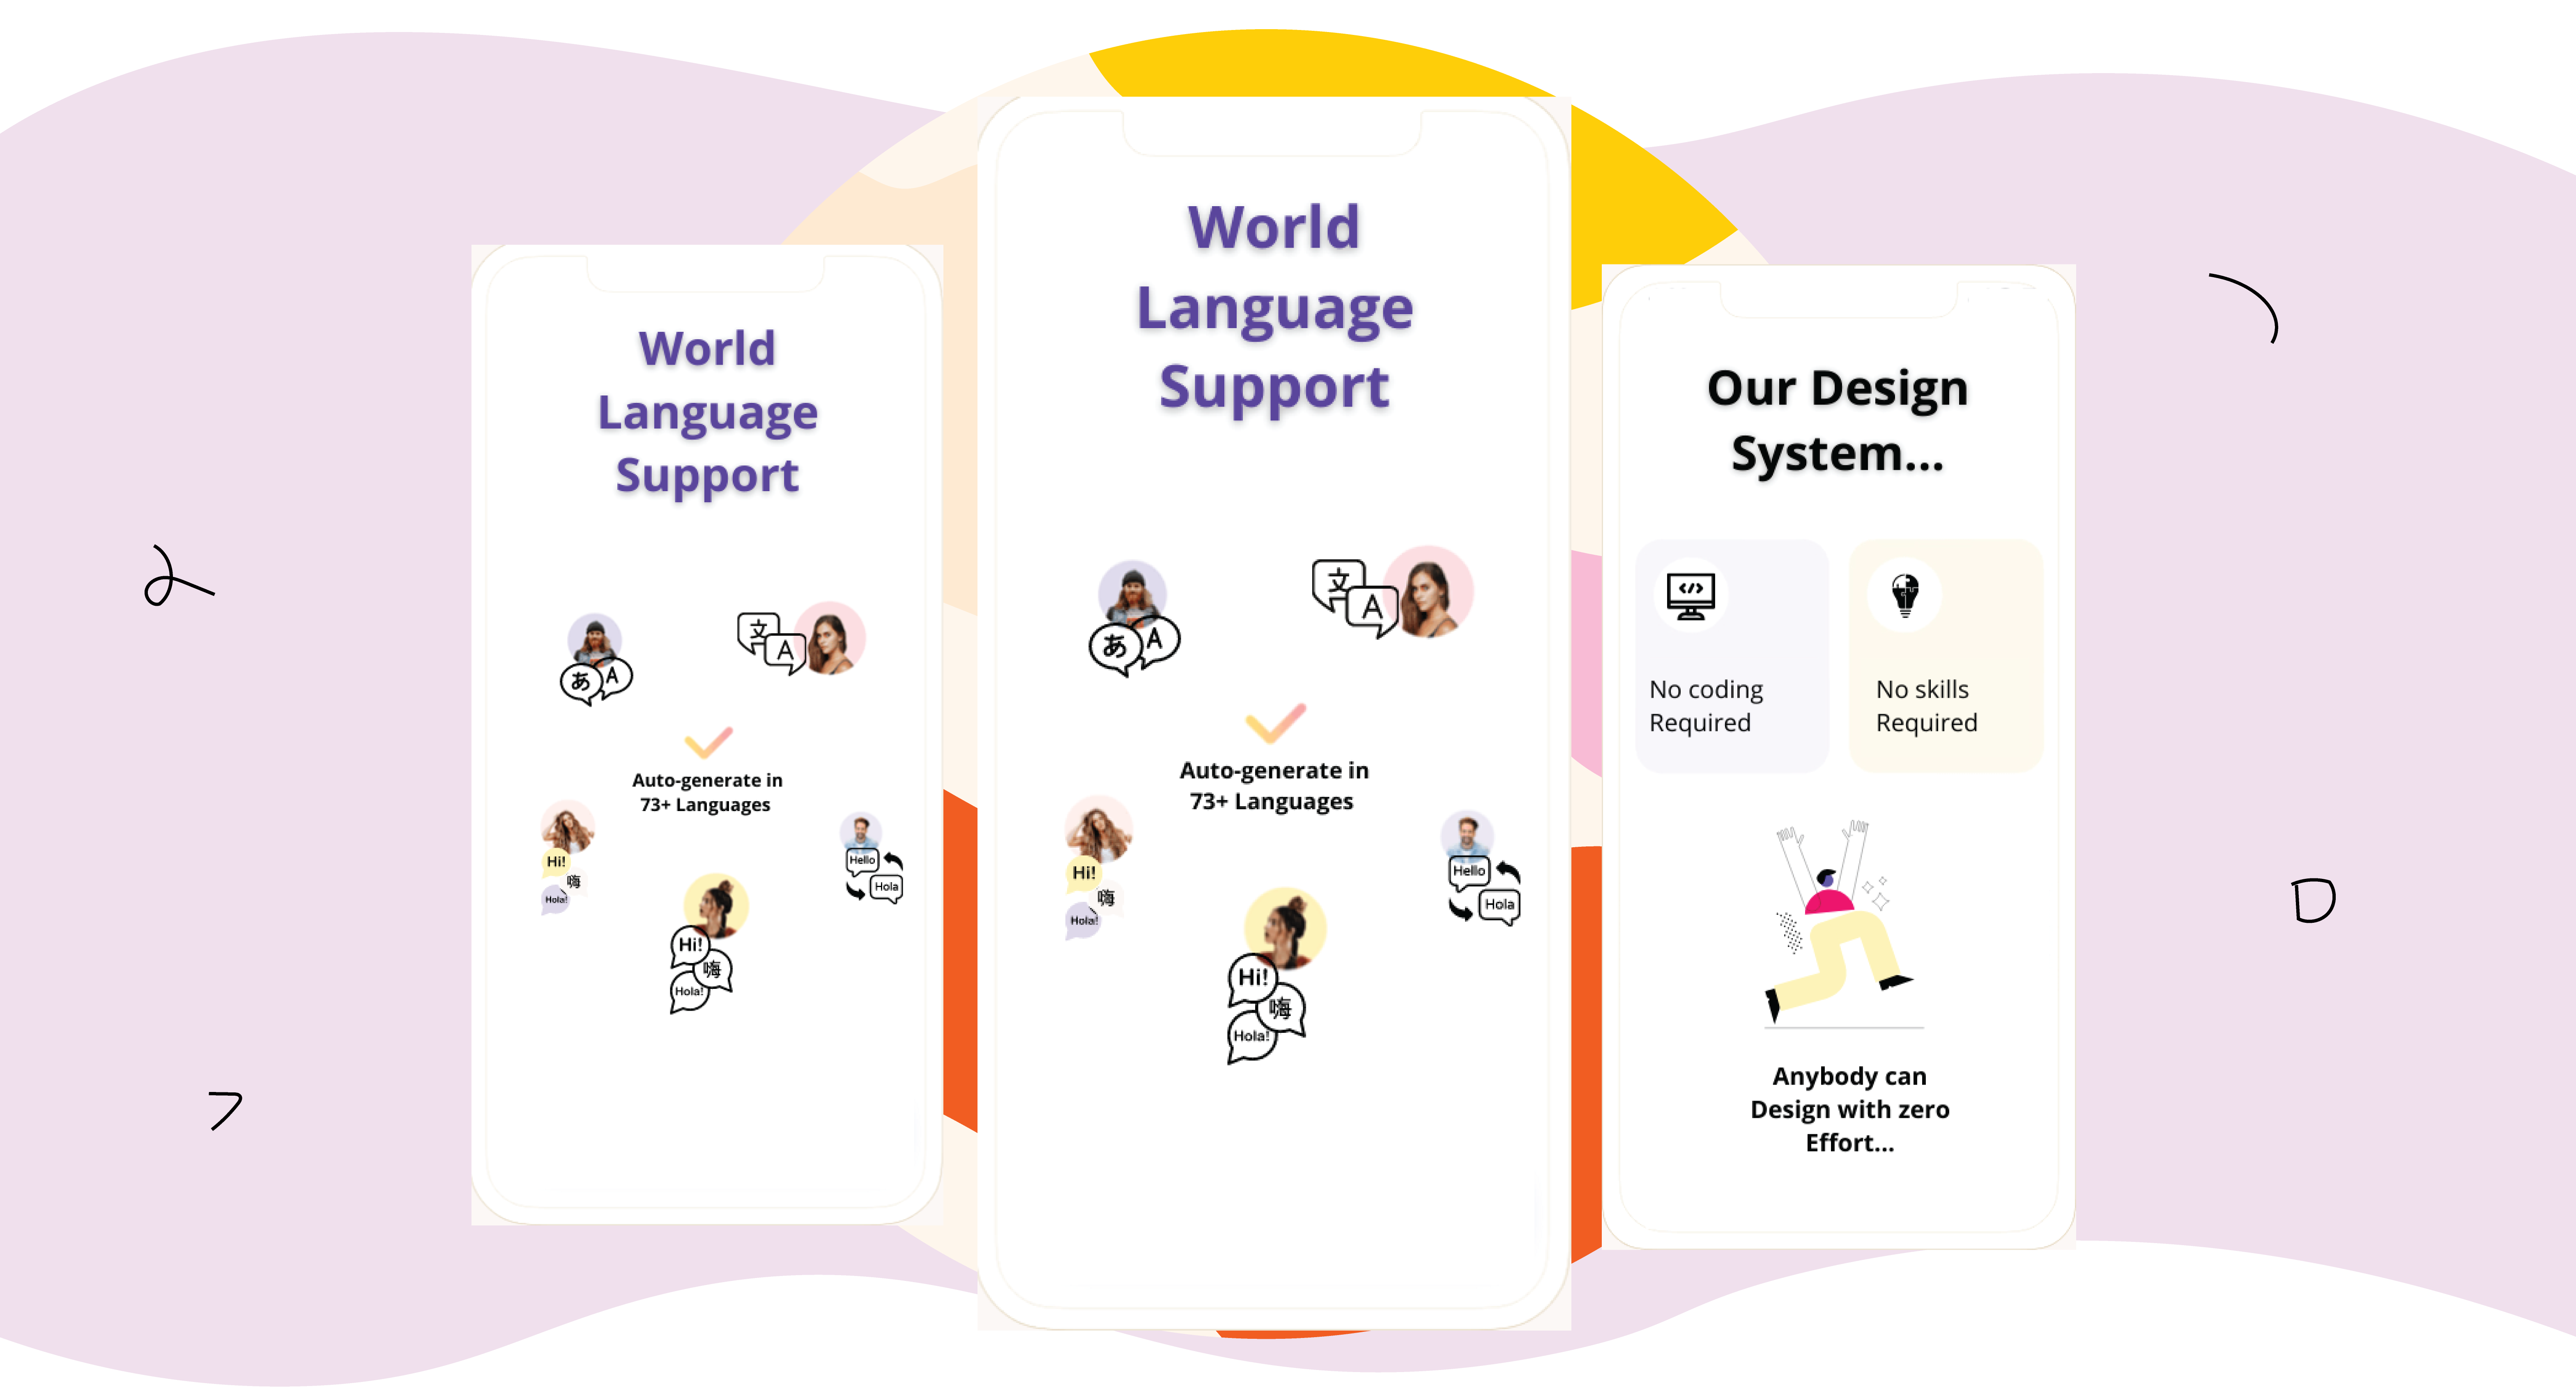 World
Language
Support
あ A
文 A
Auto-generate in
73+ Languages
Hi!
嗨
Hola!
Hello
Hola
Hi!
嗨
Hola!
World
Language
Support
あ A
文 A
Auto-generate in
73+ Languages
Hi!
嗨
Hola!
Hello
Hola
Hi!
嗨
Hola!
Our Design
System...
</>
No coding
Required
No skills
Required
Anybody can
Design with zero
Effort...